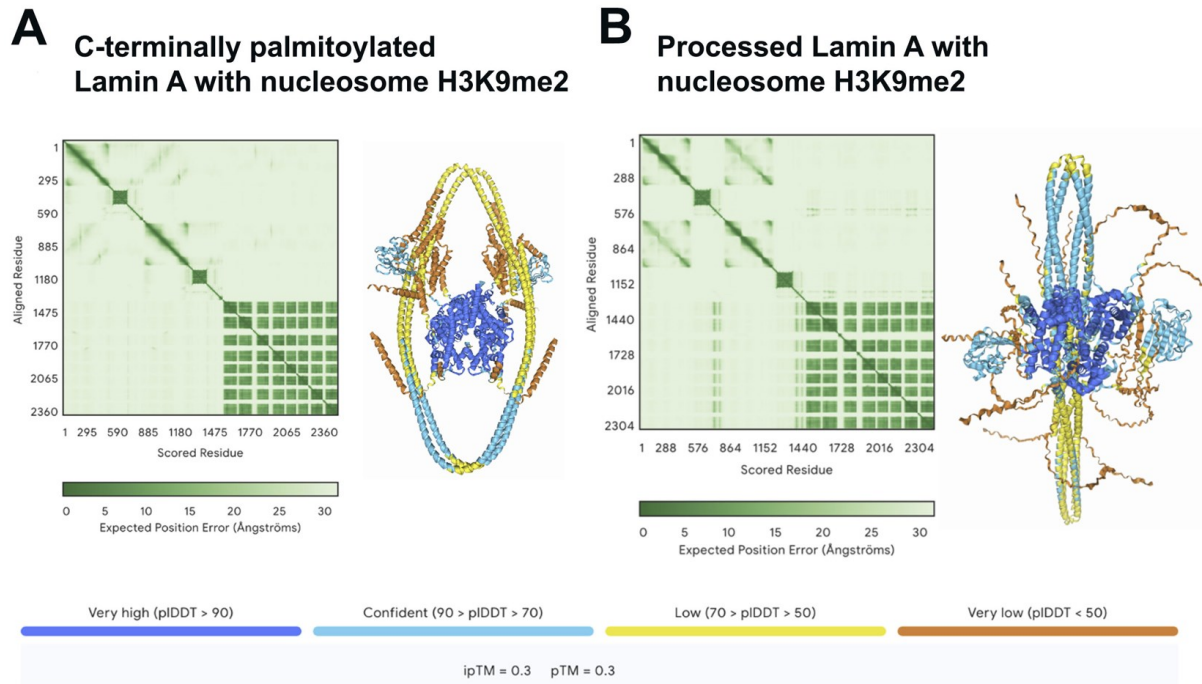 A
C-terminally palmitoylated
Lamin A with nucleosome H3K9me2
Aligned Residue
1
295
590
885
1180
1475
1770
2065
2360
1 295 590 885 1180 1475 1770 2065 2360
Scored Residue
0 5 10 15 20 25 30
Expected Position Error (Ångströms)
B
Processed Lamin A with
nucleosome H3K9me2
Aligned Residue
1
288
576
864
1152
1440
1728
2016
2304
1 288 576 864 1152 1440 1728 2016 2304
Scored Residue
0 5 10 15 20 25 30
Expected Position Error (Ångströms)
Very high (plDDT > 90)
Confident (90 > plDDT > 70)
Low (70 > plDDT > 50)
Very low (plDDT < 50)
ipTM = 0.3 pTM = 0.3